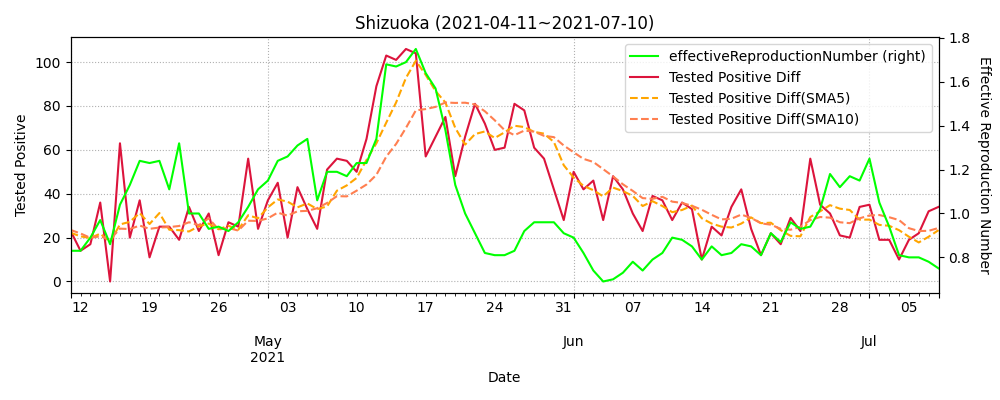 Shizuoka (2021-04-11~2021-07-10)
effectiveReproductionNumber (right)
Tested Positive Diff
Tested Positive Diff(SMA5)
Tested Positive Diff(SMA10)
Tested Positive
100
80
60
40
20
0
1.8
1.6
1.4
1.2
1.0
0.8
Effective Reproduction Number
12 19 26 03 10 17 24 31 07 14 21 28 05
May Jun Jul
2021
Date